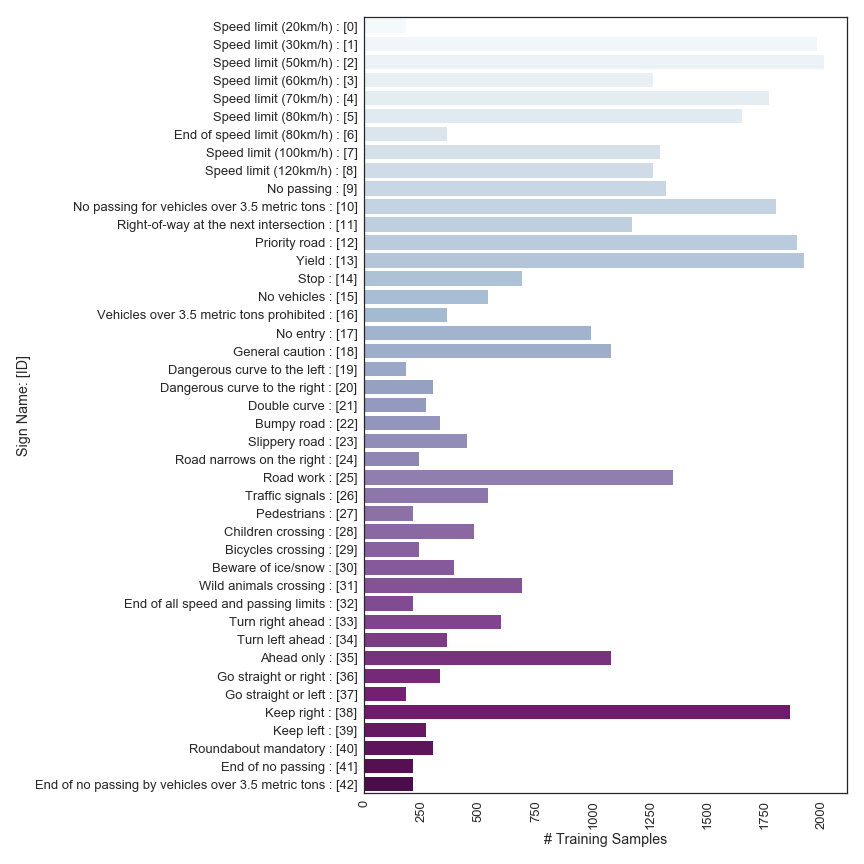 Speed limit (20km/h) : [0]
Speed limit (30km/h) : [1]
Speed limit (50km/h) : [2]
Speed limit (60km/h) : [3]
Speed limit (70km/h) : [4]
Speed limit (80km/h) : [5]
End of speed limit (80km/h) : [6]
Speed limit (100km/h) : [7]
Speed limit (120km/h) : [8]
No passing : [9]
No passing for vehicles over 3.5 metric tons : [10]
Right-of-way at the next intersection : [11]
Priority road : [12]
Yield : [13]
Stop : [14]
No vehicles : [15]
Vehicles over 3.5 metric tons prohibited : [16]
No entry : [17]
General caution : [18]
Dangerous curve to the left : [19]
Dangerous curve to the right : [20]
Double curve : [21]
Bumpy road : [22]
Slippery road : [23]
Road narrows on the right : [24]
Road work : [25]
Traffic signals : [26]
Pedestrians : [27]
Children crossing : [28]
Bicycles crossing : [29]
Beware of ice/snow : [30]
Wild animals crossing : [31]
End of all speed and passing limits : [32]
Turn right ahead : [33]
Turn left ahead : [34]
Ahead only : [35]
Go straight or right : [36]
Go straight or left : [37]
Keep right : [38]
Keep left : [39]
Roundabout mandatory : [40]
End of no passing : [41]
End of no passing by vehicles over 3.5 metric tons : [42]
Sign Name: [ID]
0 250 500 750 1000 1250 1500 1750 2000
# Training Samples